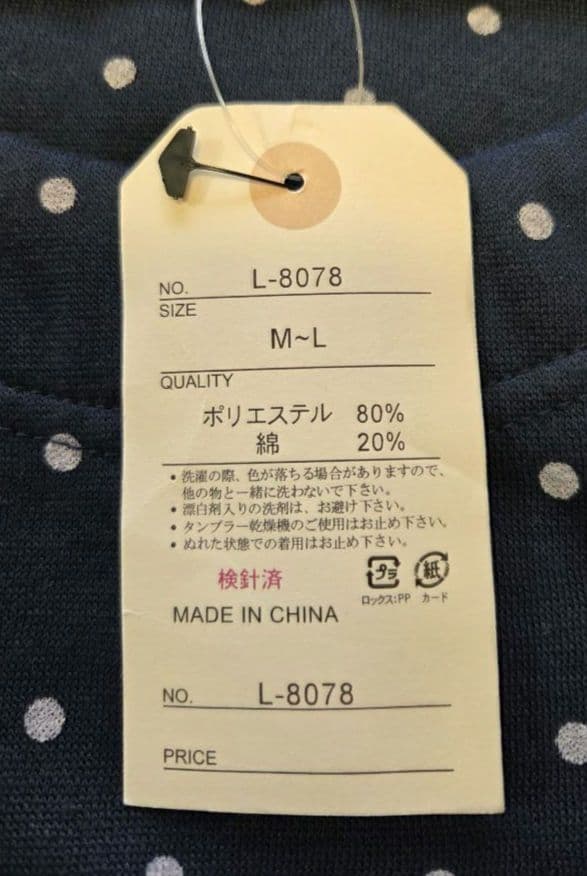 NO. L-8078
SIZE
M~L
QUALITY
ポリエステル 80%
綿 20%
• 洗濯の際、色が落ちる場合がありますので、
他の物と一緒に洗わないで下さい。
• 漂白剤入りの洗剤は、お避け下さい。
• タンブラー乾燥機のご使用はお止め下さい。
• ぬれた状態での着用はお止め下さい。
検針済
プラ 紙
ロックス:PP カード
MADE IN CHINA
NO. L-8078
PRICE